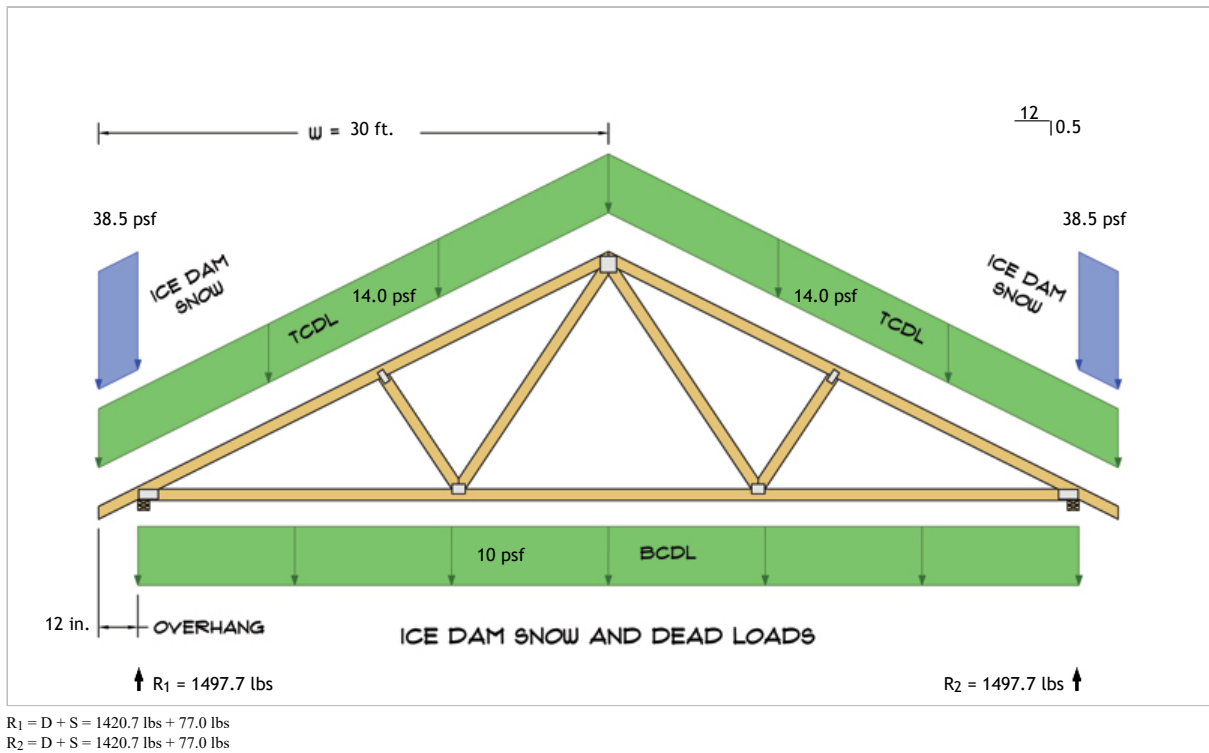 W = 30 ft.
12
0.5
38.5 psf
38.5 psf
ICE DAM
SNOW
ICE DAM
SNOW
14.0 psf
14.0 psf
TCDL
TCDL
10 psf
BCDL
12 in.
OVERHANG
ICE DAM SNOW AND DEAD LOADS
R1 = 1497.7 lbs
R2 = 1497.7 lbs
R1 = D + S = 1420.7 lbs + 77.0 lbs
R2 = D + S = 1420.7 lbs + 77.0 lbs